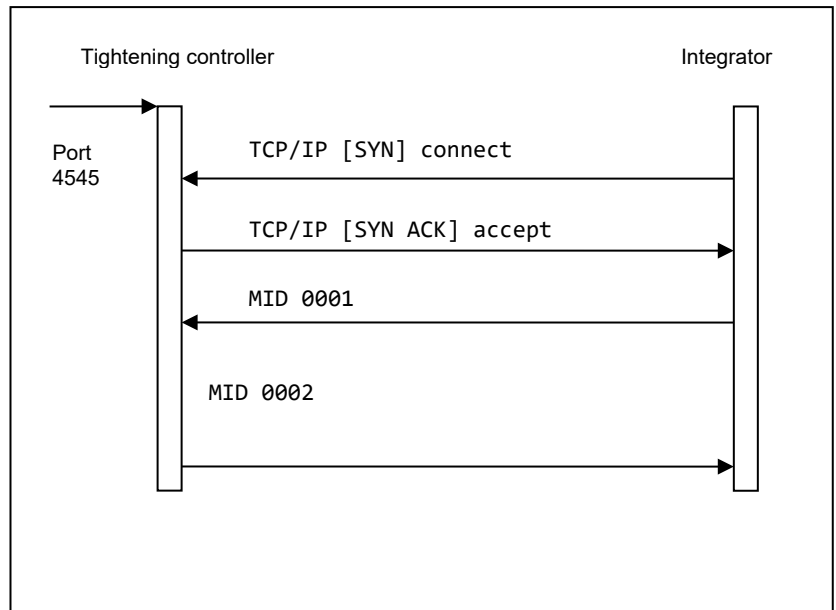 Tightening controller
Integrator
Port
4545
TCP/IP [SYN] connect
TCP/IP [SYN ACK] accept
MID 0001
MID 0002